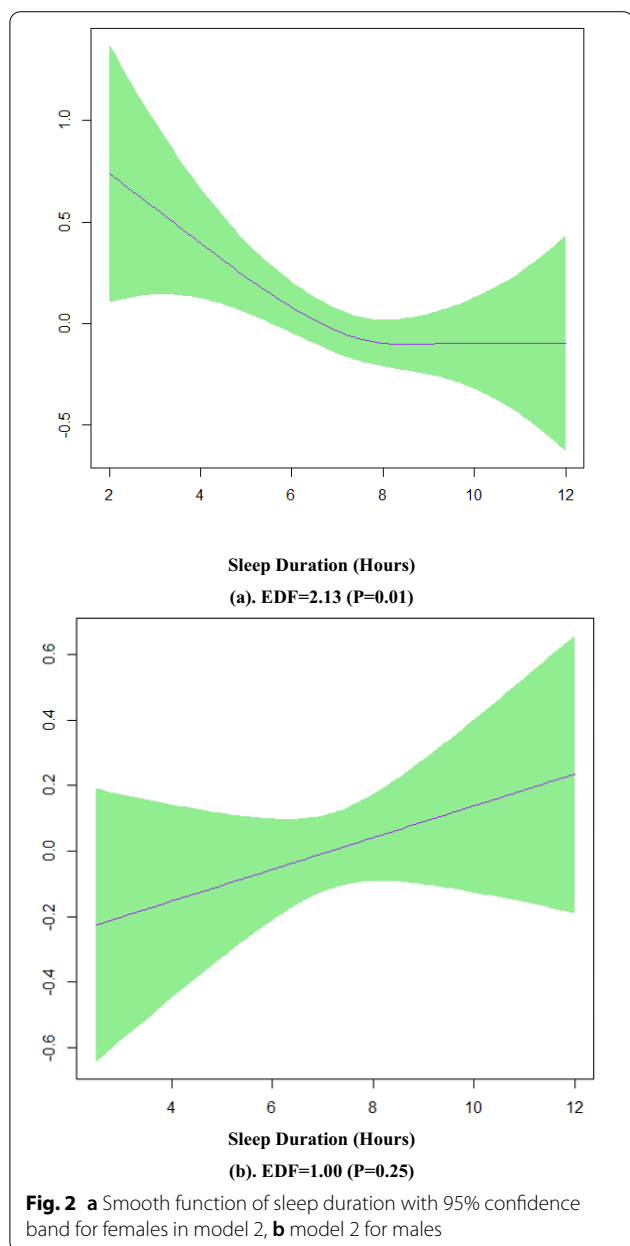 1.0
0.5
0.0
-0.5
2 4 6 8 10 12
Sleep Duration (Hours)
(a). EDF=2.13 (P=0.01)
0.6
0.4
0.2
0.0
-0.2
-0.4
-0.6
4 6 8 10 12
Sleep Duration (Hours)
(b). EDF=1.00 (P=0.25)
Fig. 2 a Smooth function of sleep duration with 95% confidence
band for females in model 2, b model 2 for males